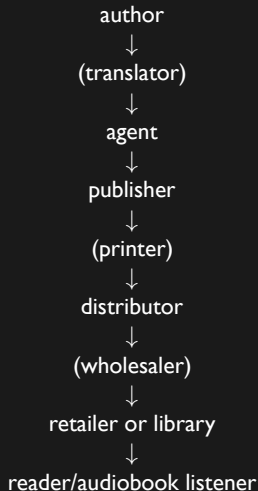 author
↓
(translator)
↓
agent
↓
publisher
↓
(printer)
↓
distributor
↓
(wholesaler)
↓
retailer or library
↓
reader/audiobook listener